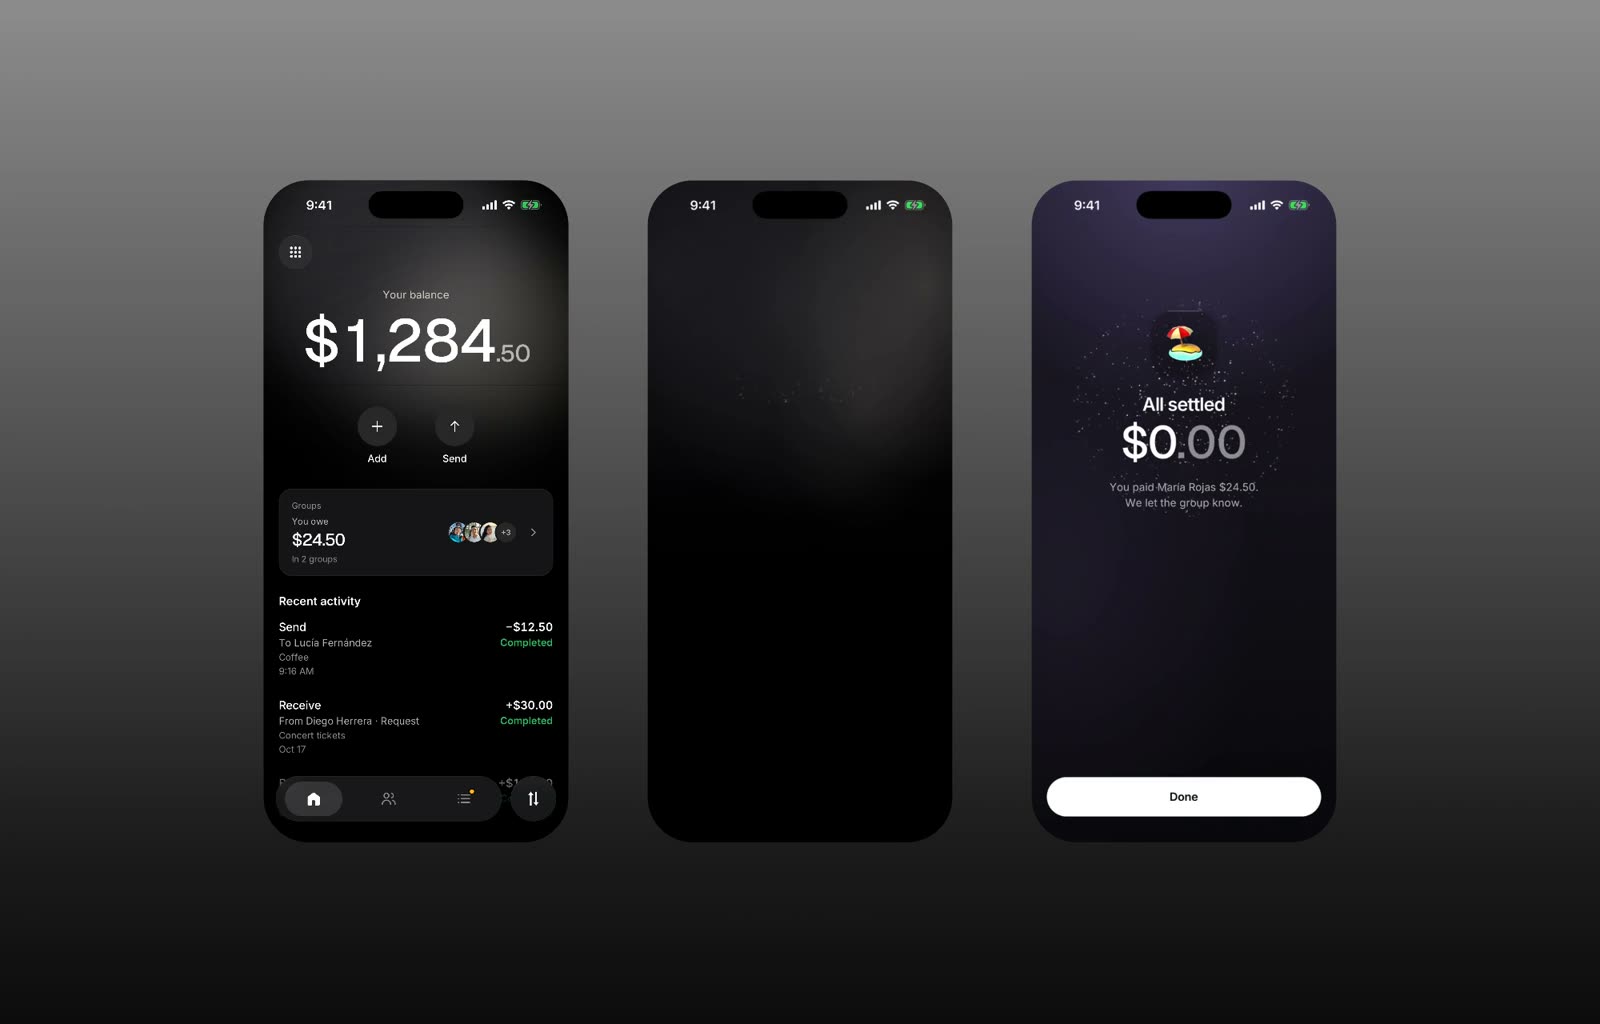 9:41
Your balance
$1,284.50
Add
Send
Groups
You owe
$24.50
In 2 groups
+3
Recent activity
Send
−$12.50
To Lucía Fernández
Completed
Coffee
9:16 AM
Receive
+$30.00
From Diego Herrera · Request
Completed
Concert tickets
Oct 17
9:41
9:41
All settled
$0.00
You paid María Rojas $24.50.
We let the group know.
Done